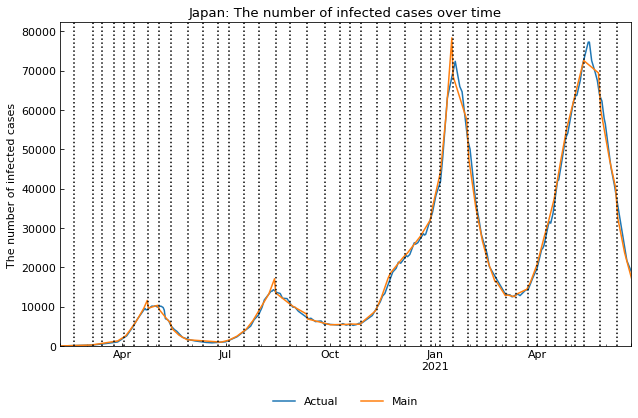 Japan: The number of infected cases over time
The number of infected cases
80000
70000
60000
50000
40000
30000
20000
10000
0
Apr
Jul
Oct
Jan
2021
Apr
Actual
Main